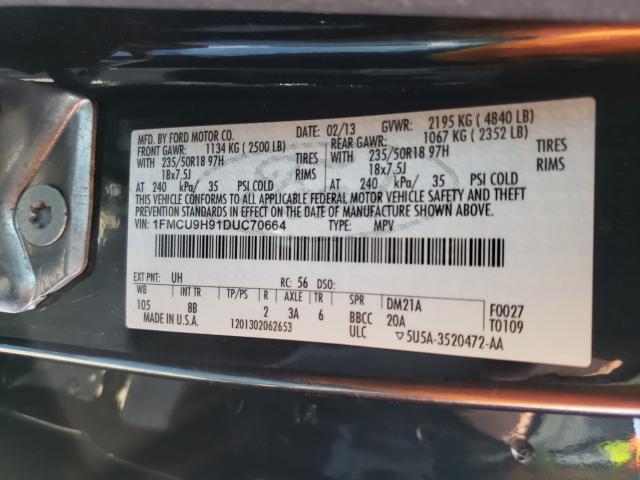 MFD. BY FORD MOTOR CO. DATE: 02/13 GVWR: 2195 KG ( 4840 LB)
FRONT GAWR: 1134 KG ( 2500 LB) REAR GAWR: 1067 KG ( 2352 LB)
WITH 235/50R18 97H TIRES WITH 235/50R18 97H TIRES
18x7.5J RIMS 18x7.5J RIMS
AT 240 kPa/ 35 PSI COLD AT 240 kPa/ 35 PSI COLD
THIS VEHICLE CONFORMS TO ALL APPLICABLE FEDERAL MOTOR VEHICLE SAFETY AND THEFT
PREVENTION STANDARDS IN EFFECT ON THE DATE OF MANUFACTURE SHOWN ABOVE.
VIN: 1FMCU9H91DUC70664 TYPE: MPV
EXT PNT: UH RC: 56 DSO:
WB INT TR TP/PS R AXLE TR SPR DM21A F0027
105 8B 2 3A 6 BBCC 20A T0109
MADE IN U.S.A. 1201302062653 ULC 5U5A-3520472-AA